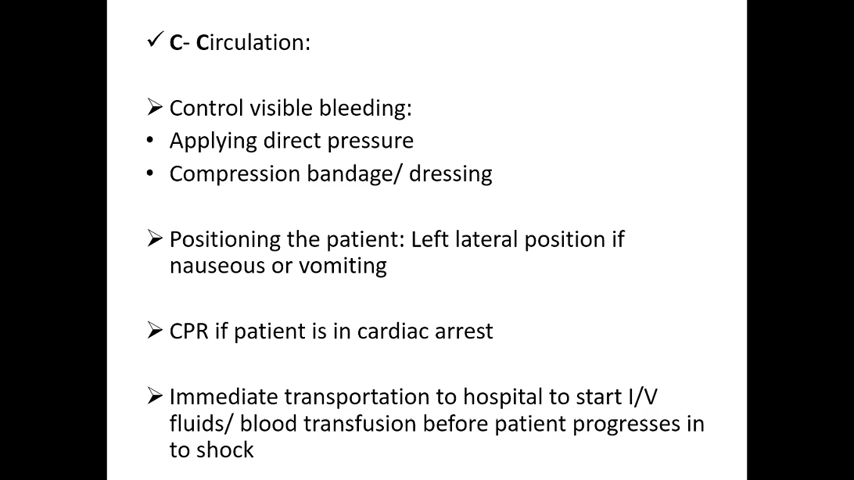 ✓ C- Circulation:
➢ Control visible bleeding:
• Applying direct pressure
• Compression bandage/ dressing
➢ Positioning the patient: Left lateral position if
nauseous or vomiting
➢ CPR if patient is in cardiac arrest
➢ Immediate transportation to hospital to start I/V
fluids/ blood transfusion before patient progresses in
to shock